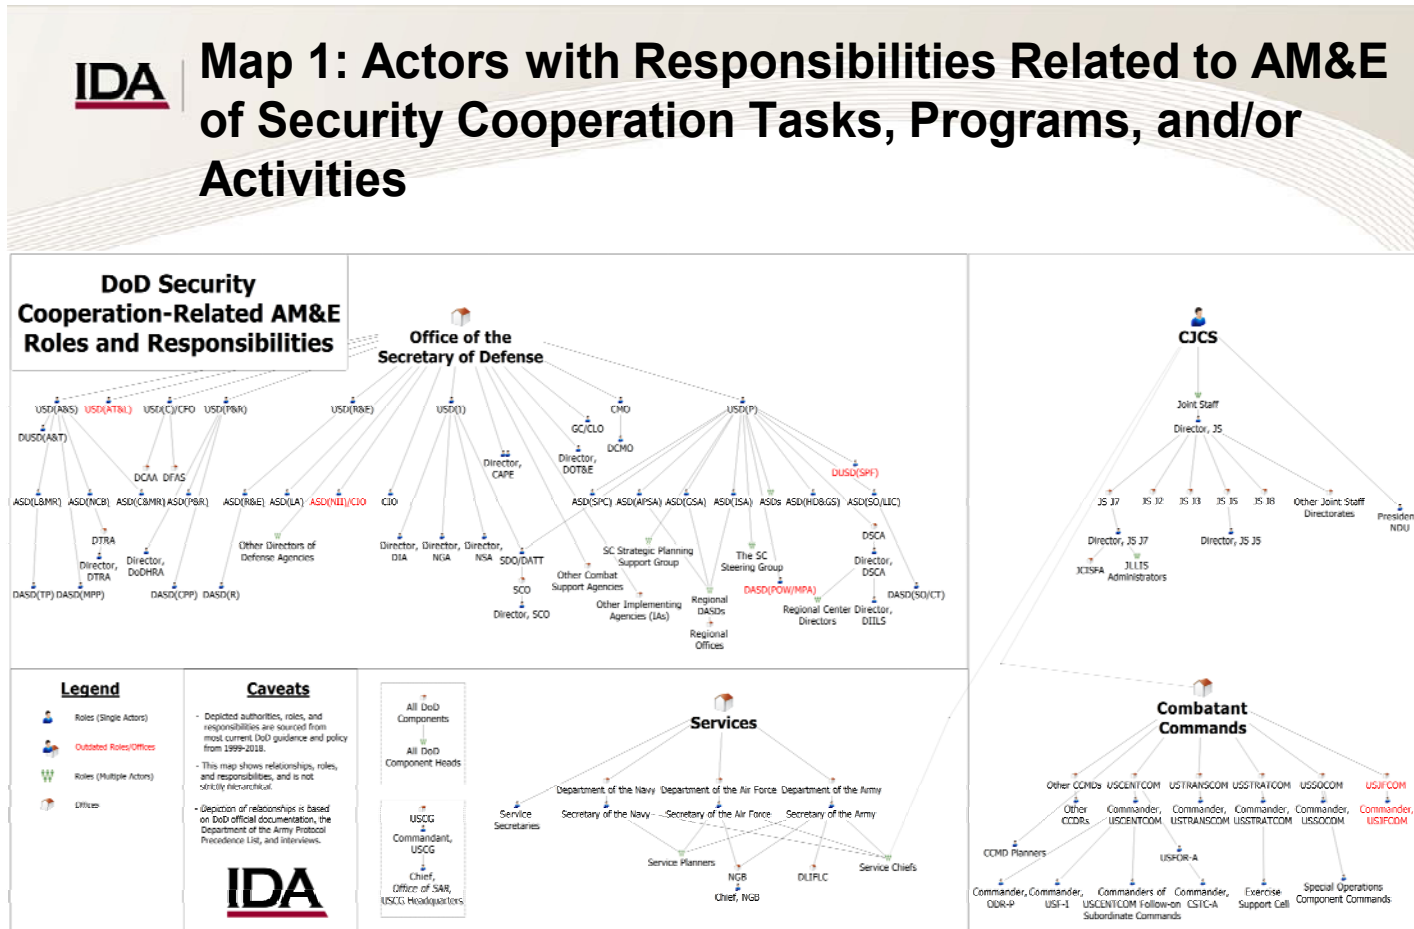 IDA
Map 1: Actors with Responsibilities Related to AM&E
of Security Cooperation Tasks, Programs, and/or
Activities
DoD Security
Cooperation-Related AM&E
Roles and Responsibilities
Office of the
Secretary of Defense
USD(A&S) USD(AT&L) USD(C)/CFO USD(P&R) USD(R&E) USD(I) CMO USD(P)
DUSD(A&T)
GC/CLO
DCMO
Director,
CAPE
Director,
DOT&E
DCAA DFAS
DUSD(SPF)
ASD(L&MR) ASD(NCB) ASD(C&MR) ASD(P&R) ASD(R&E) ASD(LA) ASD(NII)/CIO CIO ASD(SPC) ASD(APSA) ASD(GSA) ASD(ISA) ASDs ASD(HD&GS) ASD(SO/LIC)
DTRA
Director,
DTRA
Director,
DoDHRA
Other Directors of
Defense Agencies
Director,
DIA
Director,
NGA
Director,
NSA
SDO/DATT
SCO
Director, SCO
Other Combat
Support Agencies
SC Strategic Planning
Support Group
Other Implementing
Agencies (IAs)
The SC
Steering Group
DSCA
Director,
DSCA
DASD(TP) DASD(MPP) DASD(CPP) DASD(R)
Regional
DASDs
Regional
Offices
DASD(POW/MPA)
Regional Center
Directors
Director,
DIILS
DASD(SO/CT)
CJCS
Joint Staff
Director, JS
JS J7 JS J2 JS J3 JS J5 JS J8
Other Joint Staff
Directorates
President
NDU
Director, JS J7
Director, JS J5
JCISFA
JLLIS
Administrators
Legend
Roles (Single Actors)
Outdated Roles/Offices
Roles (Multiple Actors)
Offices
Caveats
- Depicted authorities, roles, and
responsibilities are sourced from
most current DoD guidance and policy
from 1999-2018.
- This map shows relationships, roles,
and responsibilities, and is not
strictly hierarchical.
- Depiction of relationships is based
on DoD official documentation, the
Department of the Army Protocol
Precedence List, and interviews.
IDA
All DoD
Components
All DoD
Component Heads
USCG
Commandant,
USCG
Chief,
Office of SAR,
USCG Headquarters
Services
Department of the Navy Department of the Air Force Department of the Army
Service
Secretaries
Secretary of the Navy Secretary of the Air Force Secretary of the Army
Service Planners
Service Chiefs
NGB
Chief, NGB
DLIFLC
Combatant
Commands
Other CCMDs USCENTCOM USTRANSCOM USSTRATCOM USSOCOM USJFCOM
Other
CCDRs
Commander,
USCENTCOM
Commander,
USTRANSCOM
Commander,
USSTRATCOM
Commander,
USSOCOM
Commander,
USJFCOM
CCMD Planners
USFOR-A
Commander,
ODR-P
Commander,
USF-I
Commanders of
USCENTCOM Follow-on
Subordinate Commands
Commander,
CSTC-A
Exercise
Support Cell
Special Operations
Component Commands